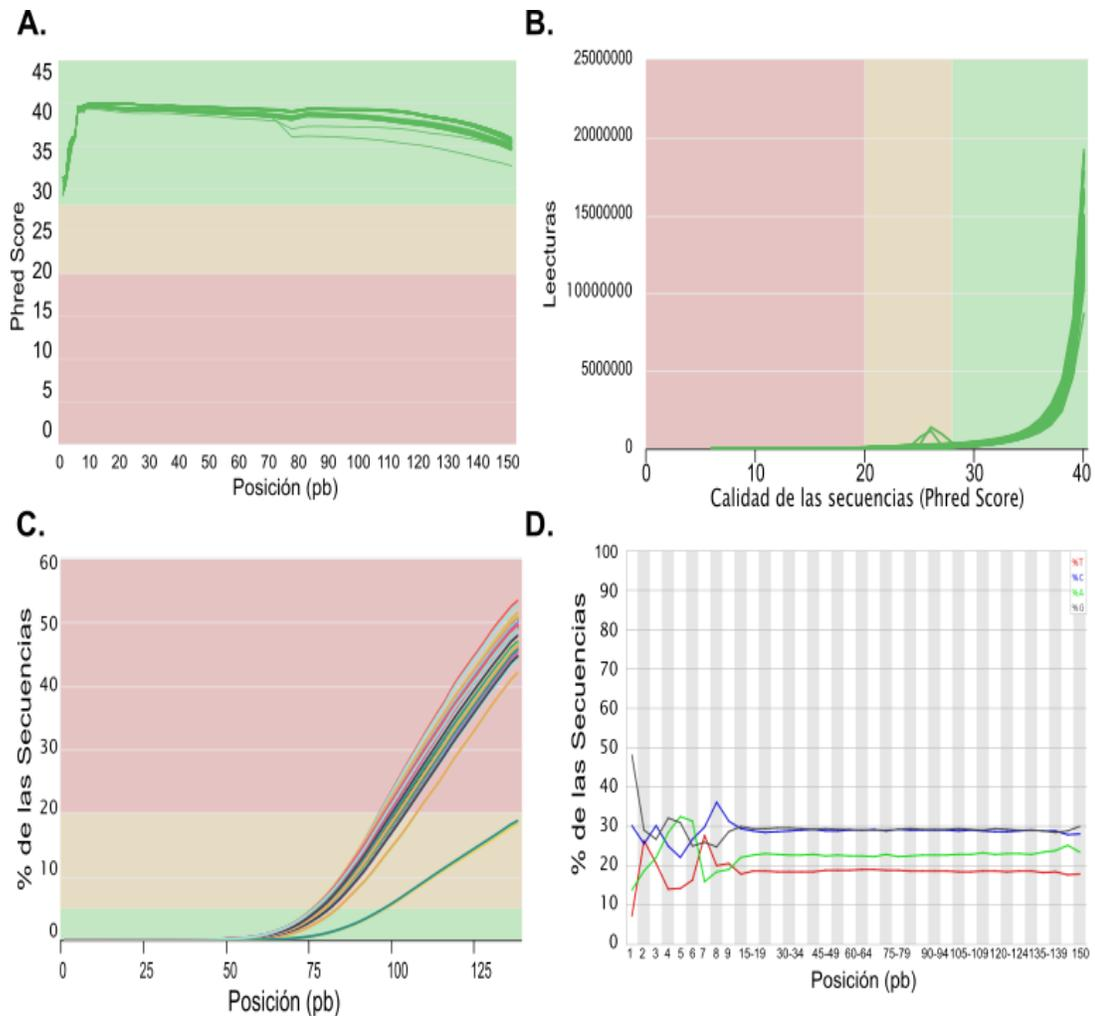 A.
45
40
35
30
25
20
15
10
5
0
Phred Score
0 10 20 30 40 50 60 70 80 90 100 110 120 130 140 150
Posición (pb)
B.
25000000
20000000
15000000
10000000
5000000
0
Leecturas
0 10 20 30 40
Calidad de las secuencias (Phred Score)
C.
60
50
40
30
20
10
0
% de las Secuencias
0 25 50 75 100 125
Posición (pb)
D.
100
90
80
70
60
50
40
30
20
10
0
% de las Secuencias
%T
%C
%A
%G
1 2 3 4 5 6 7 8 9 15-19 30-34 45-49 60-64 75-79 90-94 105-109 120-124 135-139 150
Posición (pb)